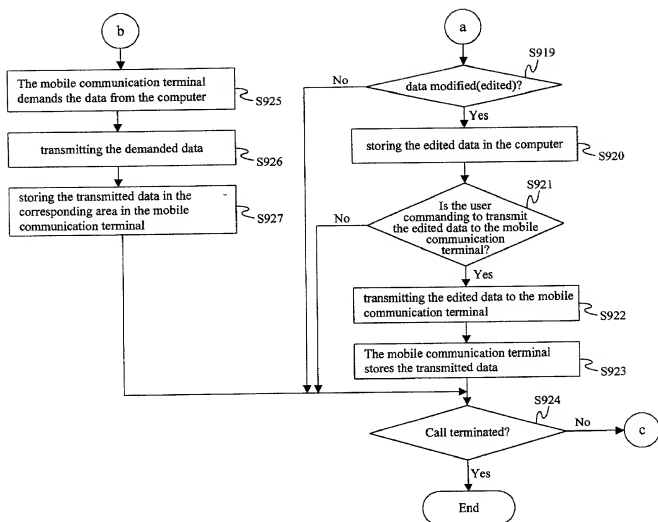 b
The mobile communication terminal
demands the data from the computer
S925
transmitting the demanded data
S926
storing the transmitted data in the
corresponding area in the mobile
communication terminal
S927
a
S919
data modified(edited)?
No
Yes
storing the edited data in the computer
S920
S921
Is the user
commanding to transmit
the edited data to the mobile
communication
terminal?
No
Yes
transmitting the edited data to the mobile
communication terminal
S922
The mobile communication terminal
stores the transmitted data
S923
S924
Call terminated?
No
c
Yes
End